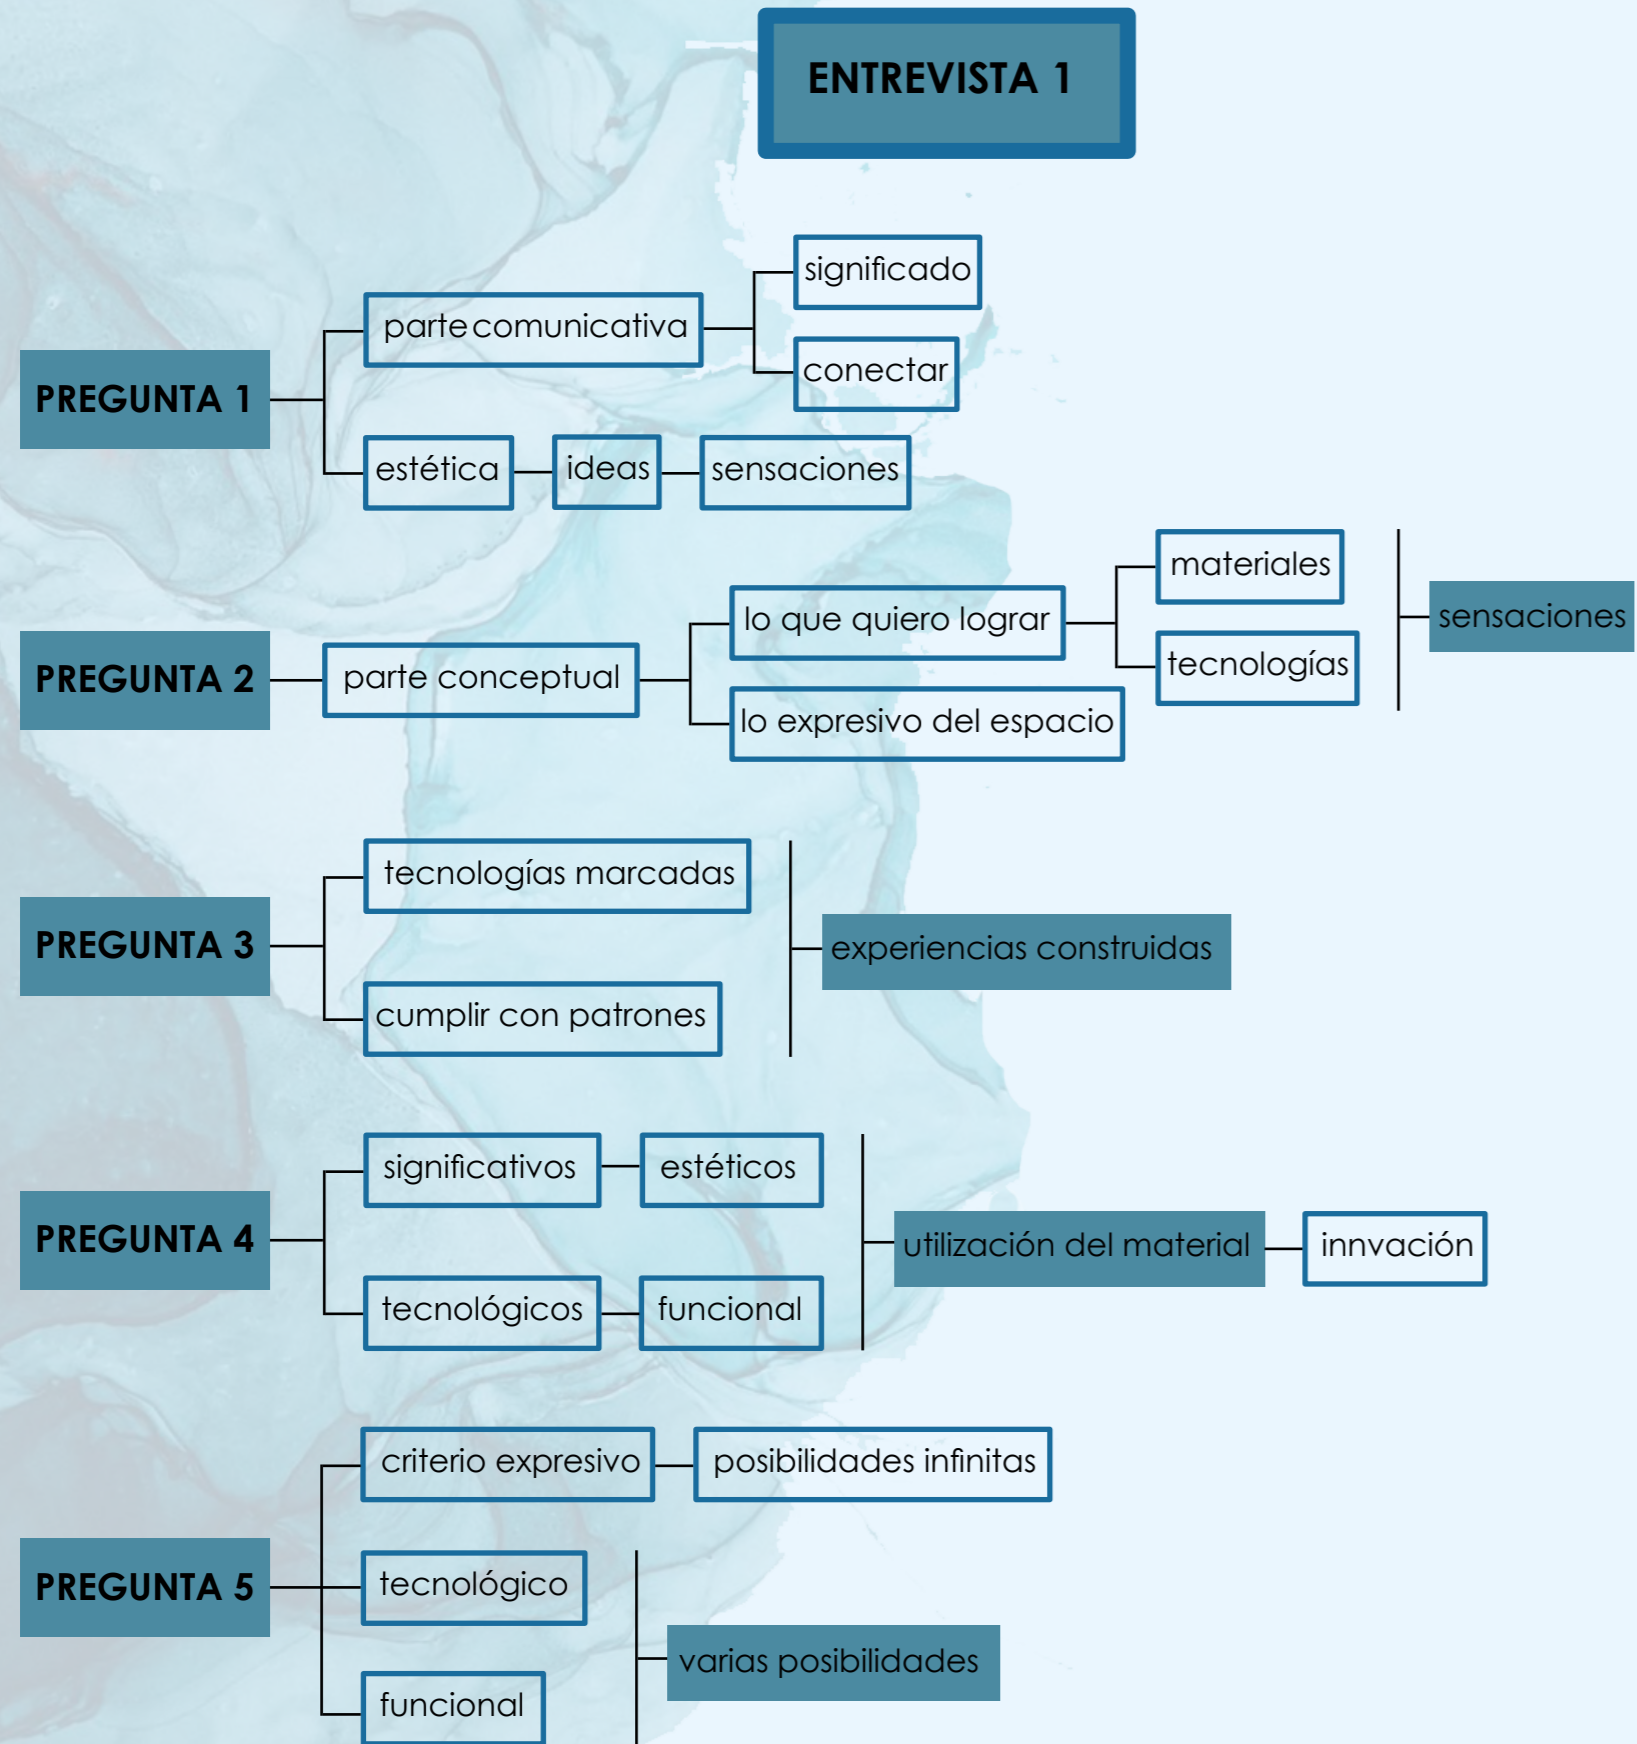 ENTREVISTA 1
PREGUNTA 1
parte comunicativa
significado
conectar
estética
ideas
sensaciones
PREGUNTA 2
parte conceptual
lo que quiero lograr
materiales
tecnologías
lo expresivo del espacio
sensaciones
PREGUNTA 3
tecnologías marcadas
cumplir con patrones
experiencias construidas
PREGUNTA 4
significativos
estéticos
tecnológicos
funcional
utilización del material
innvación
PREGUNTA 5
criterio expresivo
posibilidades infinitas
tecnológico
funcional
varias posibilidades